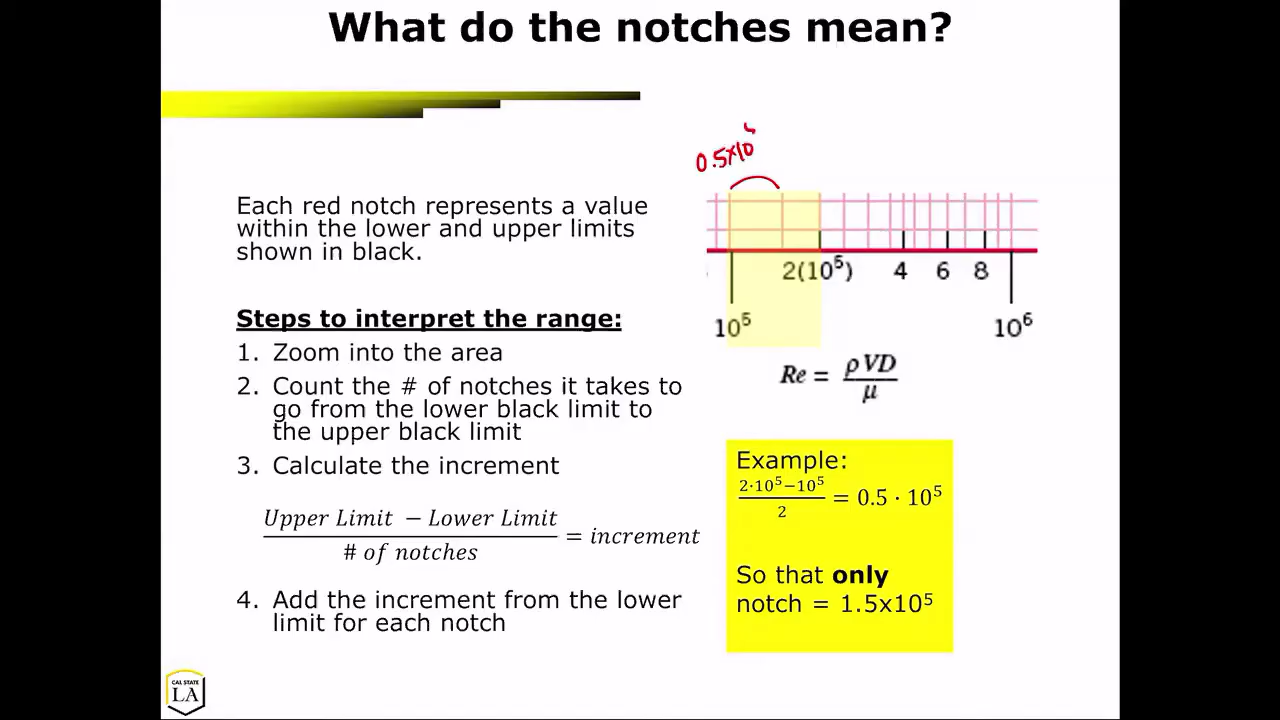 What do the notches mean?
0.5x10
Each red notch represents a value
within the lower and upper limits
shown in black.
2(10⁵) 4 6 8
10⁵ 10⁶
Re = ρVD / μ
Steps to interpret the range:
1. Zoom into the area
2. Count the # of notches it takes to
go from the lower black limit to
the upper black limit
3. Calculate the increment
Upper Limit − Lower Limit / # of notches = increment
4. Add the increment from the lower
limit for each notch
Example:
2·10⁵−10⁵ / 2 = 0.5 · 10⁵
So that only
notch = 1.5x10⁵
CAL STATE
LA